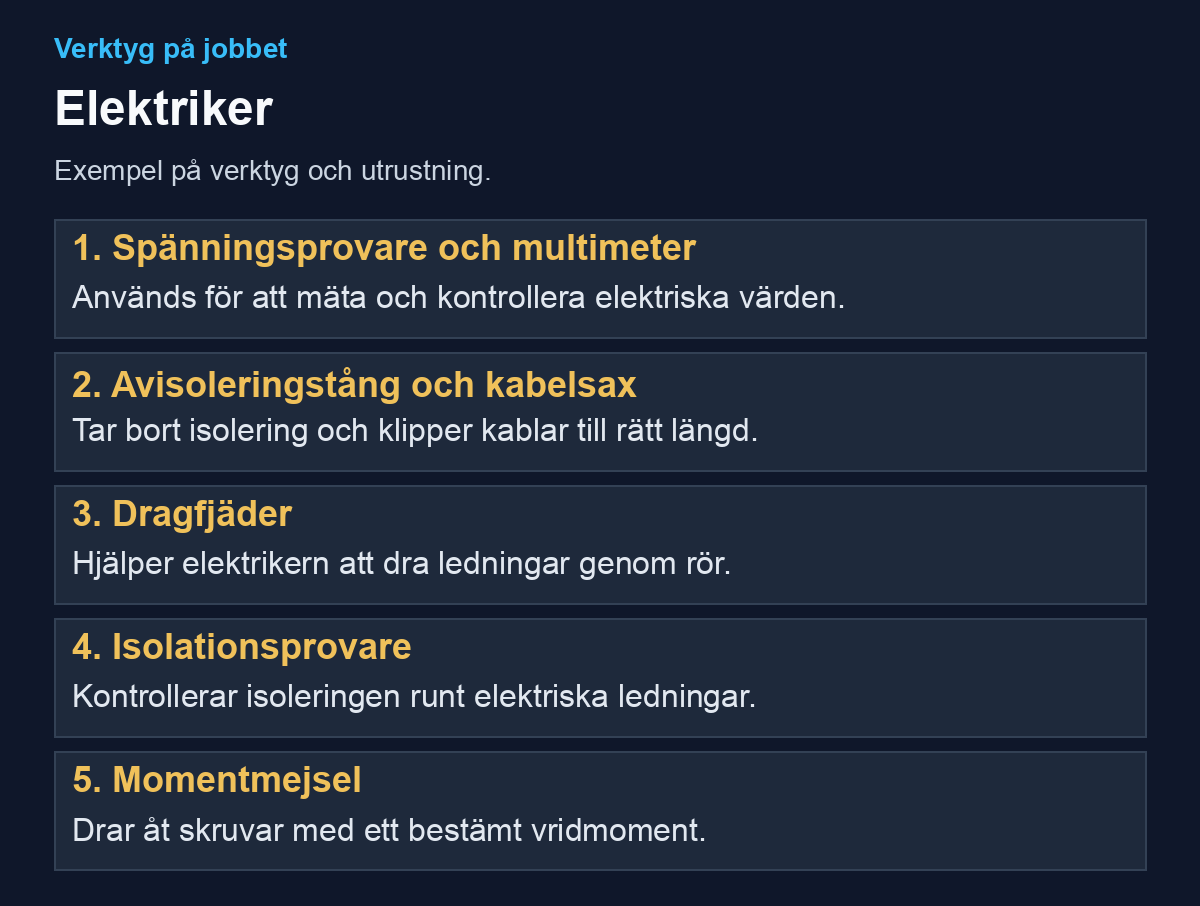 Verktyg på jobbet
Elektriker
Exempel på verktyg och utrustning.
1. Spänningsprovare och multimeter
Används för att mäta och kontrollera elektriska värden.
2. Avisoleringstång och kabelsax
Tar bort isolering och klipper kablar till rätt längd.
3. Dragfjäder
Hjälper elektrikern att dra ledningar genom rör.
4. Isolationsprovare
Kontrollerar isoleringen runt elektriska ledningar.
5. Momentmejsel
Drar åt skruvar med ett bestämt vridmoment.